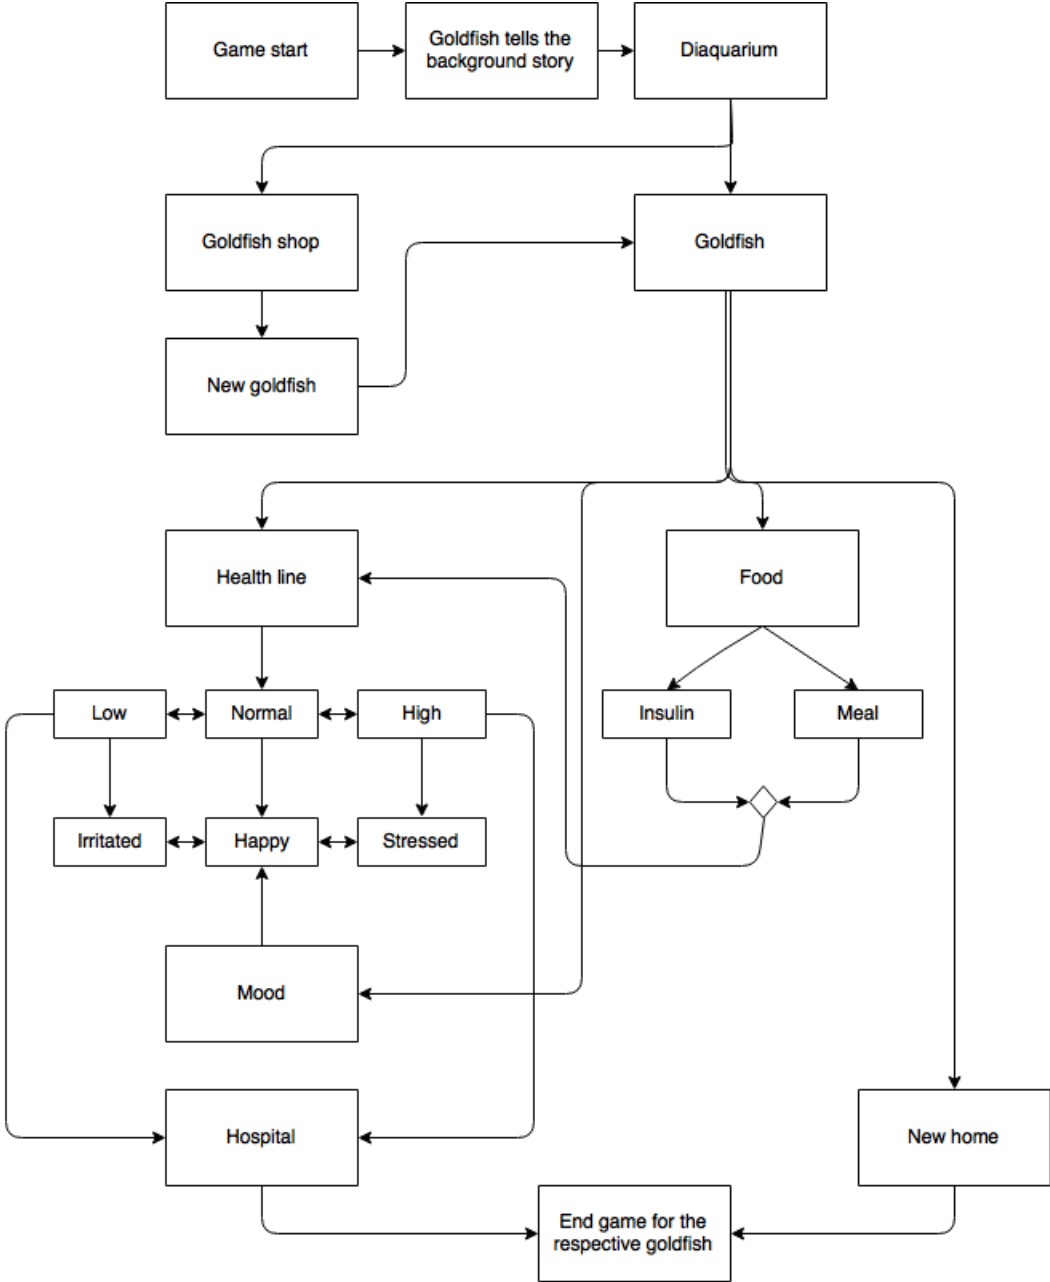 Game start
Goldfish tells the
background story
Diaquarium
Goldfish shop
Goldfish
New goldfish
Health line
Food
Low
Normal
High
Insulin
Meal
Irritated
Happy
Stressed
Mood
Hospital
New home
End game for the
respective goldfish